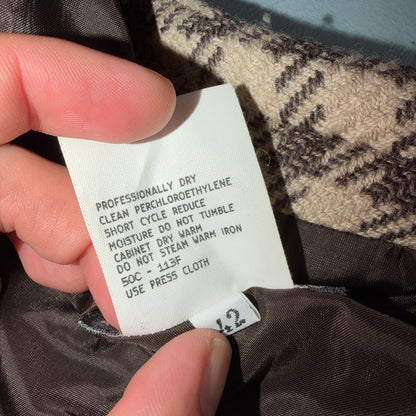 PROFESSIONALLY DRY
CLEAN PERCHLOROETHYLENE
SHORT CYCLE REDUCE
MOISTURE DO NOT TUMBLE
CABINET DRY WARM
DO NOT STEAM WARM IRON
50C - 113F
USE PRESS CLOTH
42